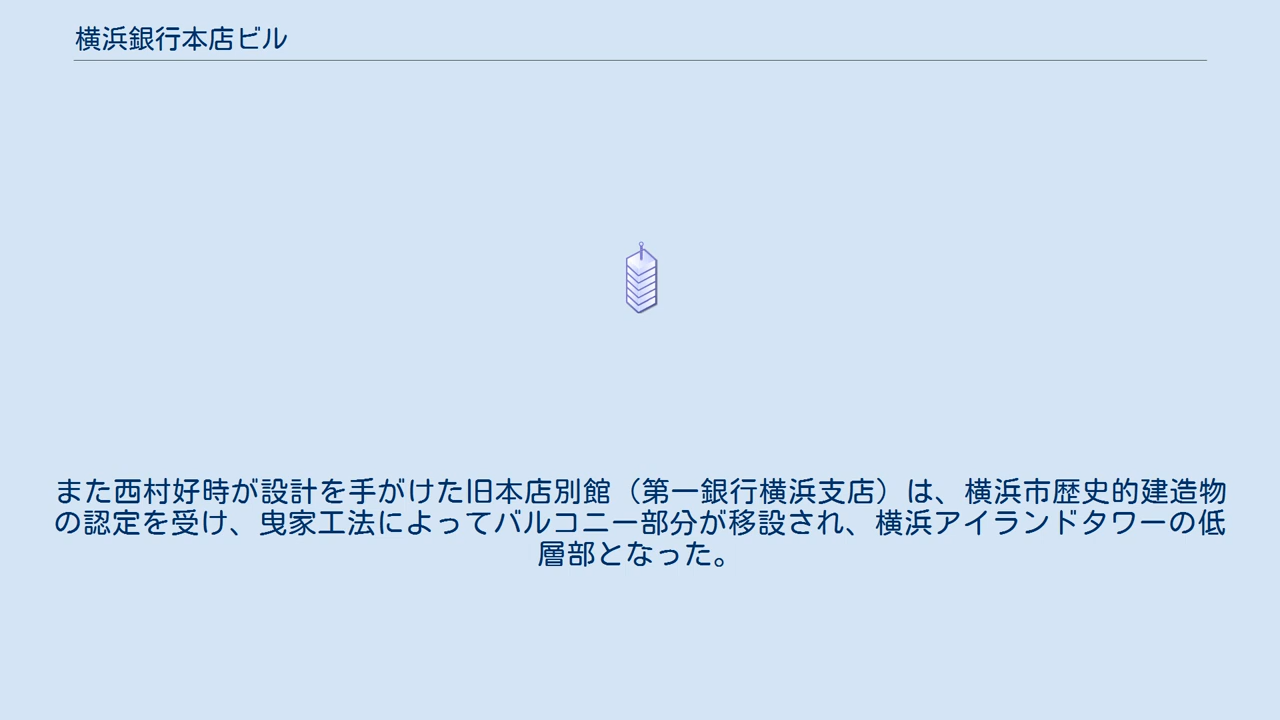 横浜銀行本店ビル
また西村好時が設計を手がけた旧本店別館（第一銀行横浜支店）は、横浜市歴史的建造物
の認定を受け、曳家工法によってバルコニー部分が移設され、横浜アイランドタワーの低
層部となった。